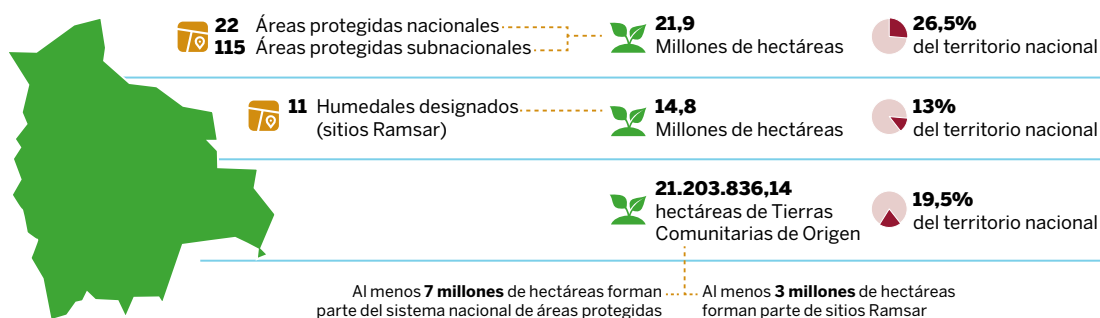 22 Áreas protegidas nacionales
115 Áreas protegidas subnacionales
21,9
Millones de hectáreas
26,5%
del territorio nacional
11 Humedales designados
(sitios Ramsar)
14,8
Millones de hectáreas
13%
del territorio nacional
21.203.836,14
hectáreas de Tierras
Comunitarias de Origen
19,5%
del territorio nacional
Al menos 7 millones de hectáreas forman
parte del sistema nacional de áreas protegidas
Al menos 3 millones de hectáreas
forman parte de sitios Ramsar